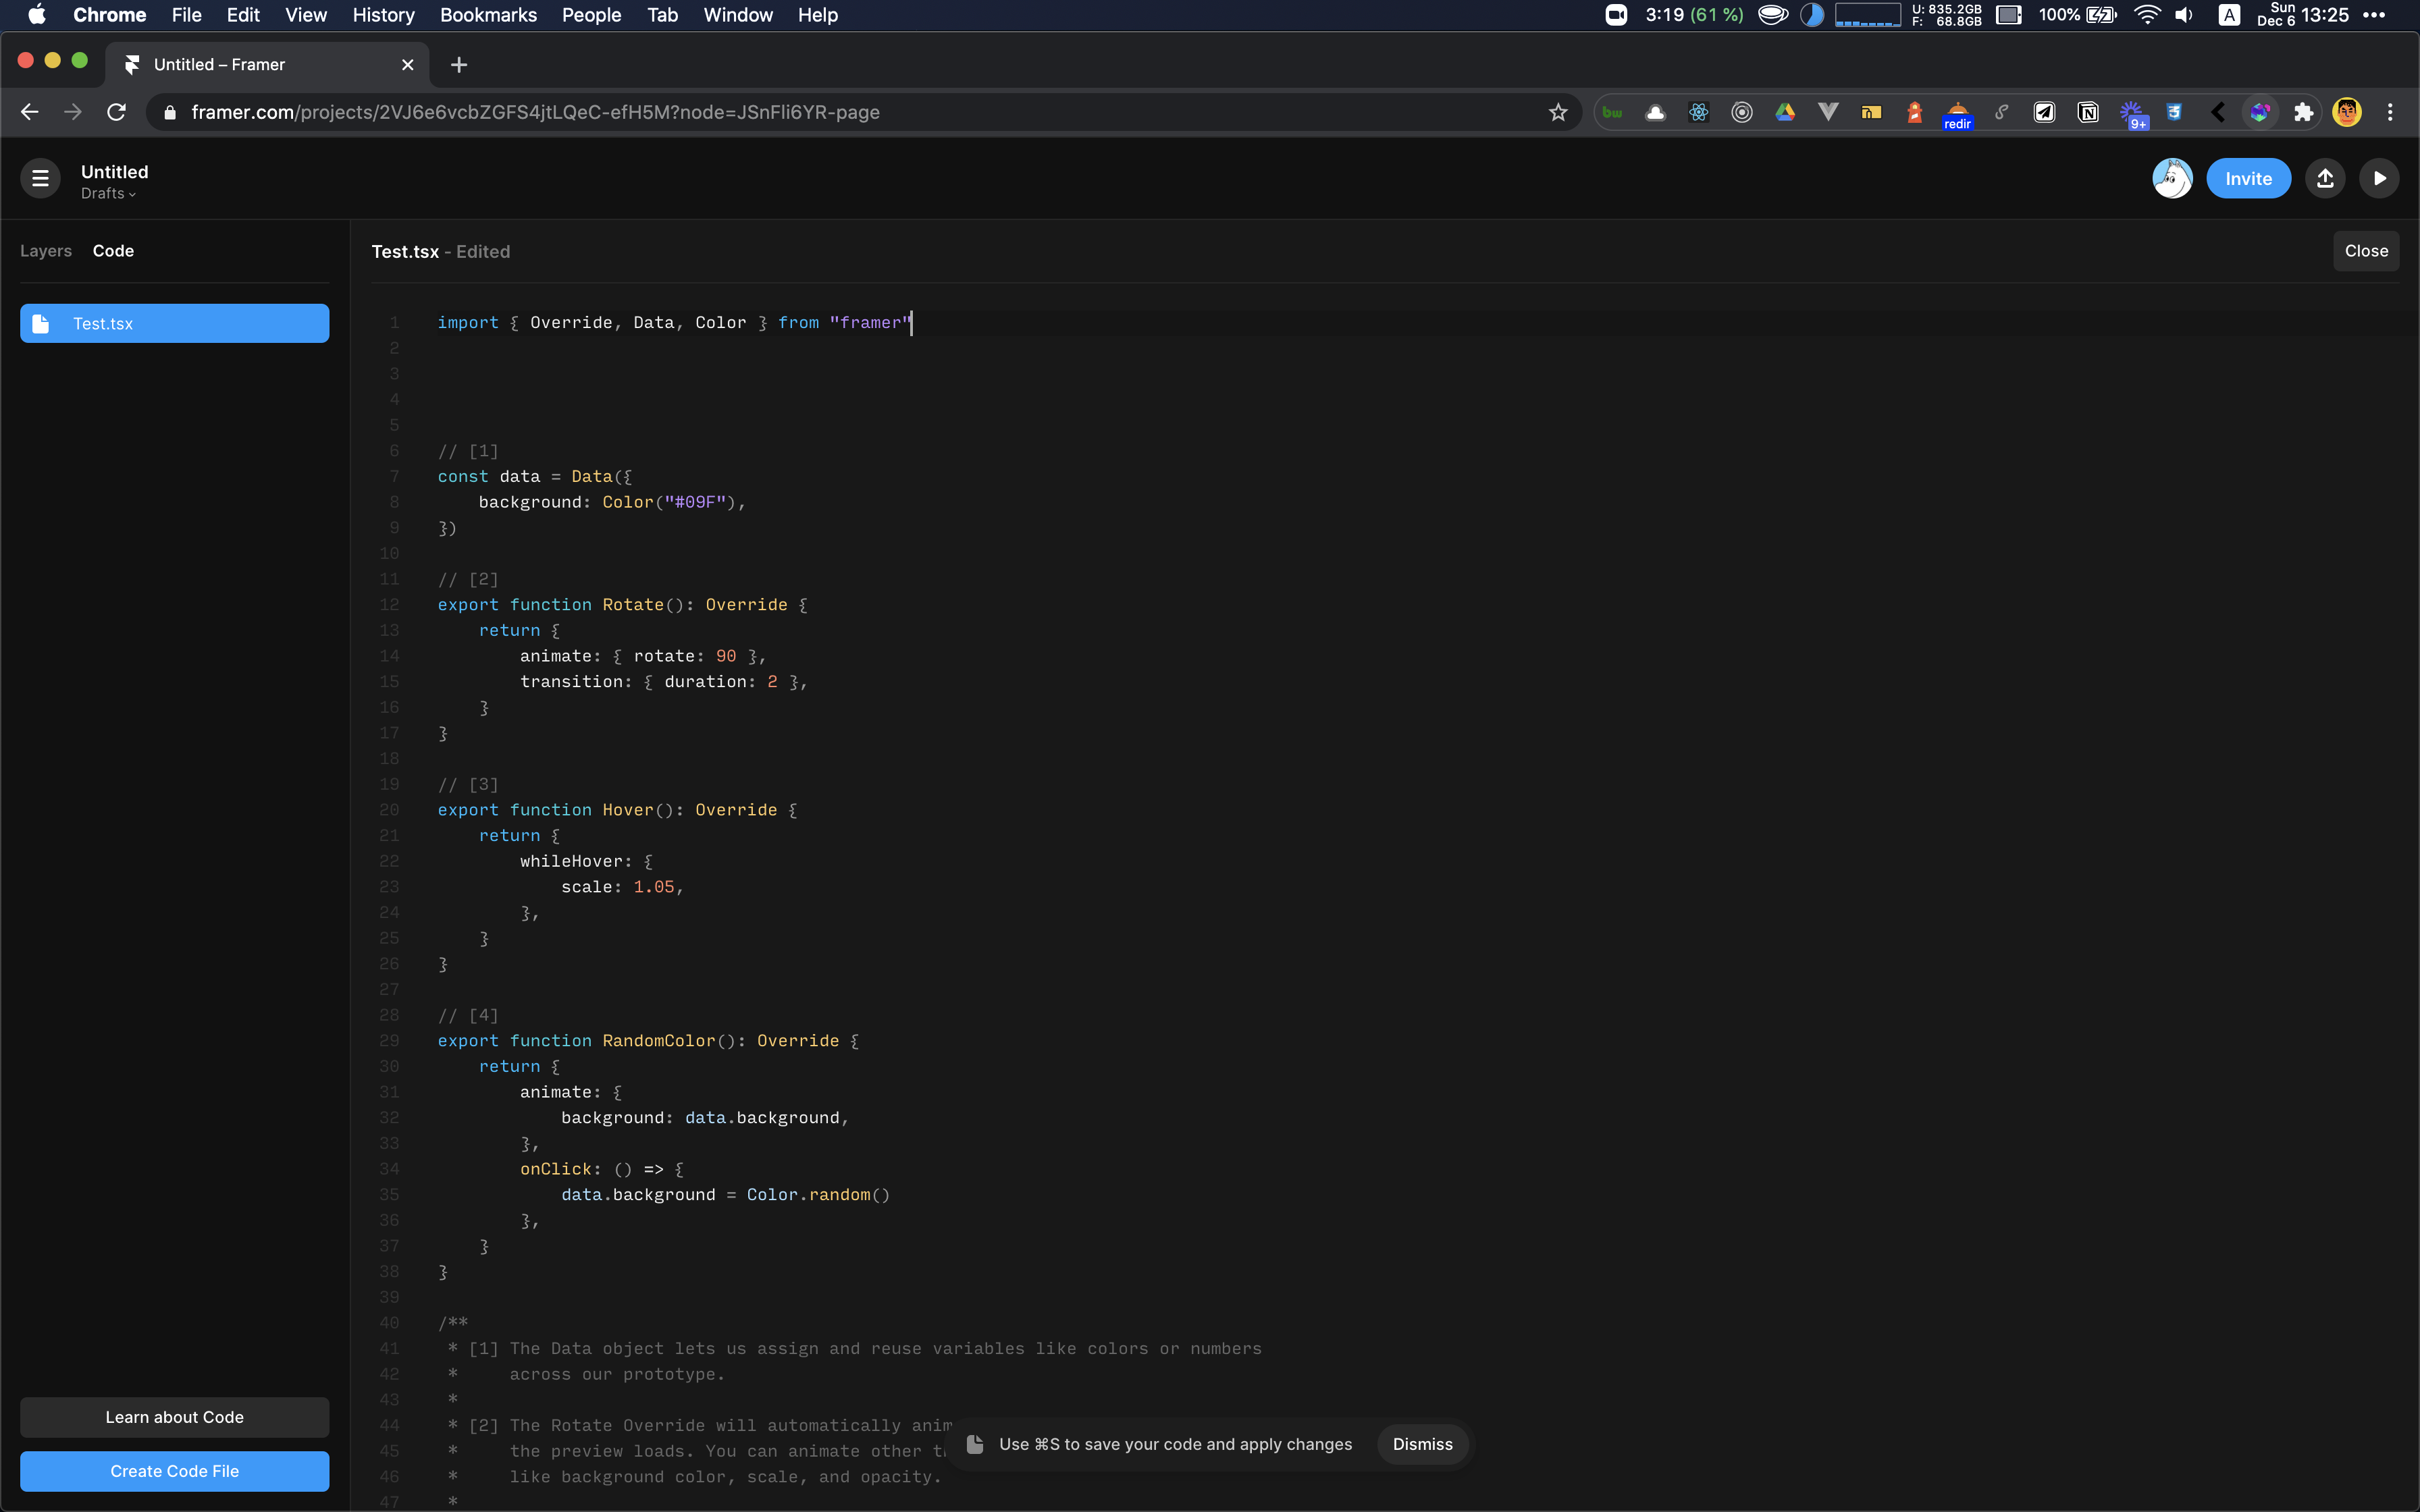 Chrome File Edit View History Bookmarks People Tab Window Help 3:19 (61 %) U: 835.2GB F: 68.8GB 100% A Sun Dec 6 13:25
Untitled – Framer
framer.com/projects/2VJ6e6vcbZGFS4jtLQeC-efH5M?node=JSnFli6YR-page bw redir 9+
Untitled
Drafts
Invite
Layers Code
Test.tsx - Edited
Close
Test.tsx
1 import { Override, Data, Color } from "framer"
2
3
4
5
6 // [1]
7 const data = Data({
8 background: Color("#09F"),
9 })
10
11 // [2]
12 export function Rotate(): Override {
13 return {
14 animate: { rotate: 90 },
15 transition: { duration: 2 },
16 }
17 }
18
19 // [3]
20 export function Hover(): Override {
21 return {
22 whileHover: {
23 scale: 1.05,
24 },
25 }
26 }
27
28 // [4]
29 export function RandomColor(): Override {
30 return {
31 animate: {
32 background: data.background,
33 },
34 onClick: () => {
35 data.background = Color.random()
36 },
37 }
38 }
39
40 /**
41 * [1] The Data object lets us assign and reuse variables like colors or numbers
42 * across our prototype.
43 *
44 * [2] The Rotate Override will automatically anim
45 * the preview loads. You can animate other t
46 * like background color, scale, and opacity.
47 *
Learn about Code
Create Code File
Use ⌘S to save your code and apply changes
Dismiss